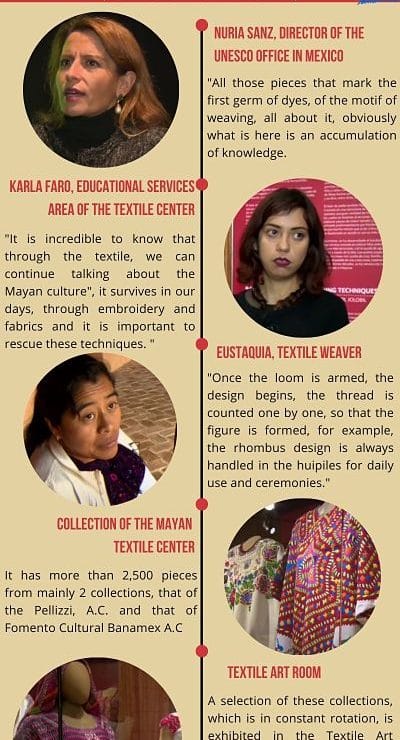 NURIA SANZ, DIRECTOR OF THE
UNESCO OFFICE IN MEXICO
"All those pieces that mark the
first germ of dyes, of the motif of
weaving, all about it, obviously
what is here is an accumulation
of knowledge.
KARLA FARO, EDUCATIONAL SERVICES
AREA OF THE TEXTILE CENTER
"It is incredible to know that
through the textile, we can
continue talking about the
Mayan culture", it survives in our
days, through embroidery and
fabrics and it is important to
rescue these techniques. "
EUSTAQUIA, TEXTILE WEAVER
"Once the loom is armed, the
design begins, the thread is
counted one by one, so that the
figure is formed, for example,
the rhombus design is always
handled in the huipiles for daily
use and ceremonies."
COLLECTION OF THE MAYAN
TEXTILE CENTER
It has more than 2,500 pieces
from mainly 2 collections, that of
the Pellizzi, A.C. and that of
Fomento Cultural Banamex A.C
TEXTILE ART ROOM
A selection of these collections,
which is in constant rotation, is
exhibited in the Textile Art